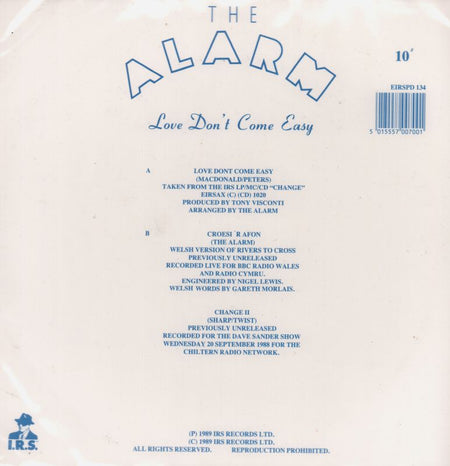 THE
ALARM
10"
EIRSPD 134
5 015557 007001
Love Don't Come Easy
A LOVE DONT COME EASY
(MACDONALD/PETERS)
TAKEN FROM THE IRS LP/MC/CD "CHANGE"
EIRSAX (C) (CD) 1020
PRODUCED BY TONY VISCONTI
ARRANGED BY THE ALARM
B CROESI'R AFON
(THE ALARM)
WELSH VERSION OF RIVERS TO CROSS
PREVIOUSLY UNRELEASED
RECORDED LIVE FOR BBC RADIO WALES
AND RADIO CYMRU.
ENGINEERED BY NIGEL LEWIS.
WELSH WORDS BY GARETH MORLAIS.
CHANGE II
(SHARP/TWIST)
PREVIOUSLY UNRELEASED
RECORDED FOR THE DAVE SANDER SHOW
WEDNESDAY 20 SEPTEMBER 1988 FOR THE
CHILTERN RADIO NETWORK.
I.R.S.
(P) 1989 IRS RECORDS LTD.
(C) 1989 IRS RECORDS LTD.
ALL RIGHTS RESERVED. REPRODUCTION PROHIBITED.